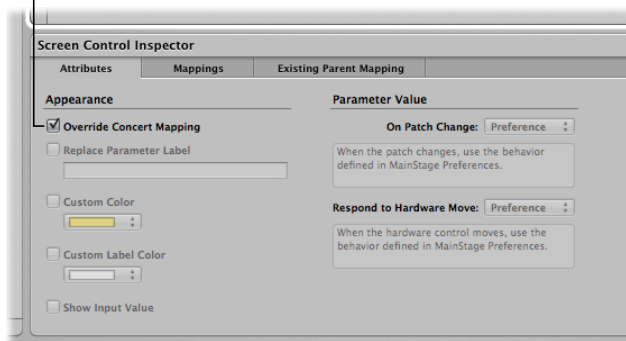 Screen Control Inspector
Attributes
Mappings
Existing Parent Mapping
Appearance
Override Concert Mapping
Replace Parameter Label
Custom Color
Custom Label Color
Show Input Value
Parameter Value
On Patch Change: Preference
When the patch changes, use the behavior
defined in MainStage Preferences.
Respond to Hardware Move: Preference
When the hardware control moves, use the
behavior defined in MainStage Preferences.